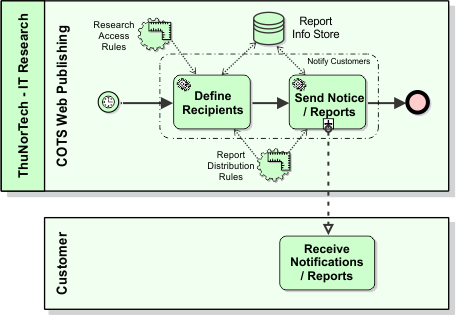 ThuNorTech - IT Research
COTS Web Publishing
Research
Access
Rules
Report
Info Store
Notify Customers
Define
Recipients
Send Notice
/ Reports
Report
Distribution
Rules
Customer
Receive
Notifications
/ Reports